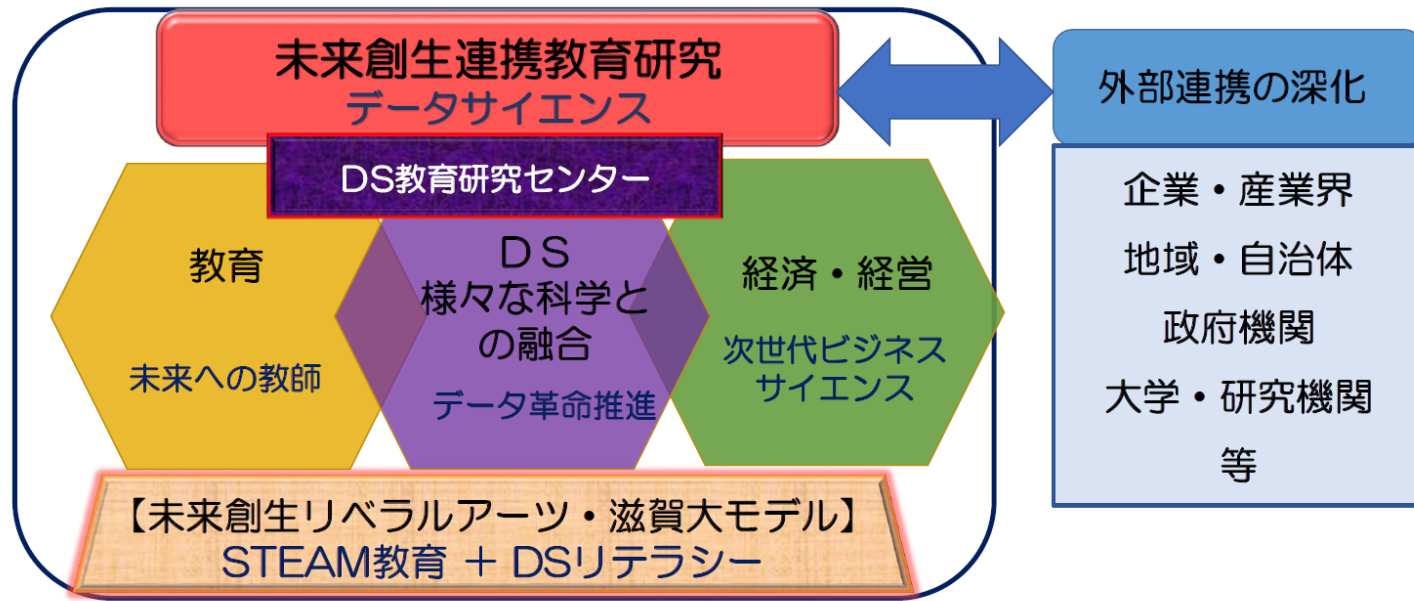 未来創生連携教育研究
データサイエンス
DS教育研究センター
教育
未来への教師
DS
様々な科学と
の融合
データ革命推進
経済・経営
次世代ビジネス
サイエンス
【未来創生リベラルアーツ・滋賀大モデル】
STEAM教育 + DSリテラシー
外部連携の深化
企業・産業界
地域・自治体
政府機関
大学・研究機関
等